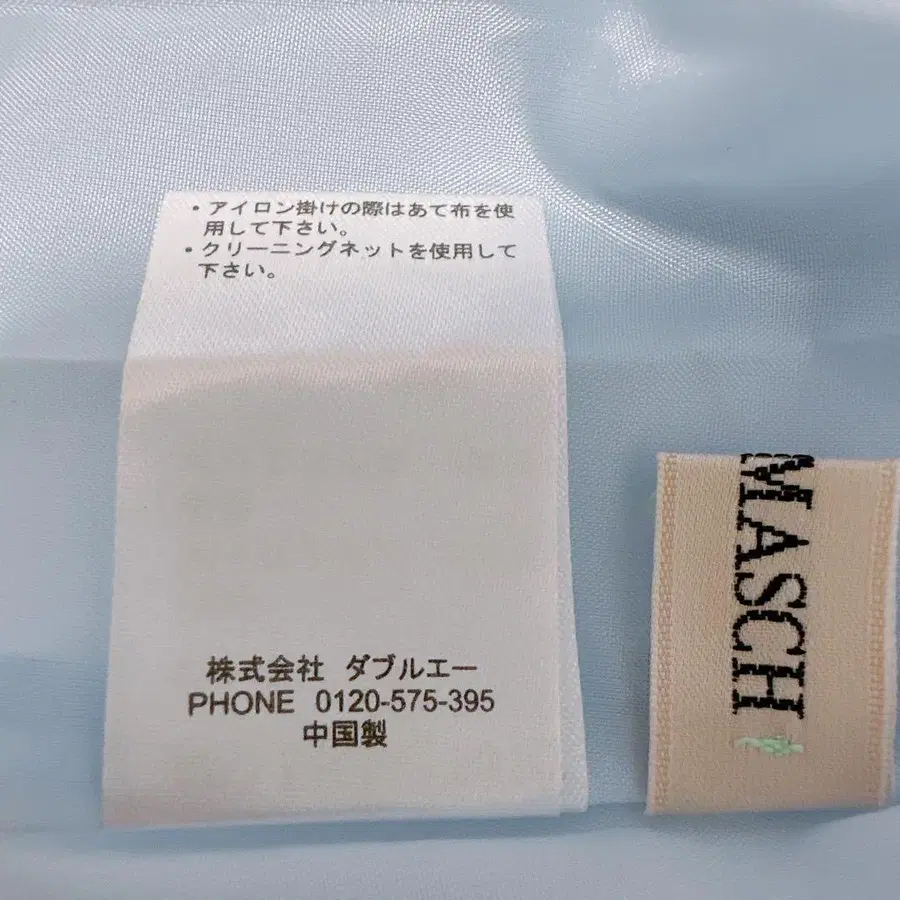 ・アイロン掛けの際はあて布を使
用して下さい。
・クリーニングネットを使用して
下さい。
株式会社 ダブルエー
PHONE 0120-575-395
中国製
MASCH